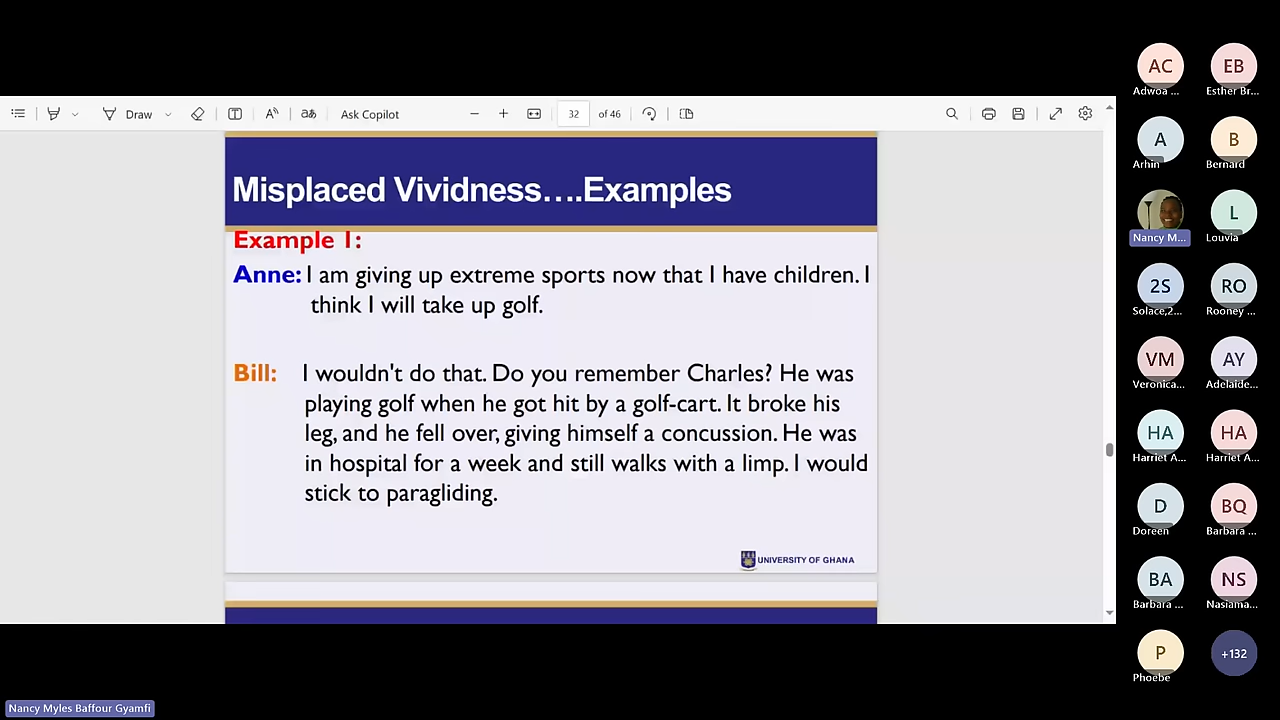 Draw
Ask Copilot
32 of 46
Misplaced Vividness….Examples
Example 1:
Anne: I am giving up extreme sports now that I have children. I
think I will take up golf.
Bill: I wouldn't do that. Do you remember Charles? He was
playing golf when he got hit by a golf-cart. It broke his
leg, and he fell over, giving himself a concussion. He was
in hospital for a week and still walks with a limp. I would
stick to paragliding.
UNIVERSITY OF GHANA
AC EB
Adwoa ... Esther Br...
A B
Arhin Bernard
L
Nancy M... Louvia
2S RO
Solace,2... Rooney ...
VM AY
Veronica... Adelaide...
HA HA
Harriet A... Harriet A...
D BQ
Doreen Barbara ...
BA NS
Barbara ... Nasiama...
P +132
Phoebe
Nancy Myles Baffour Gyamfi